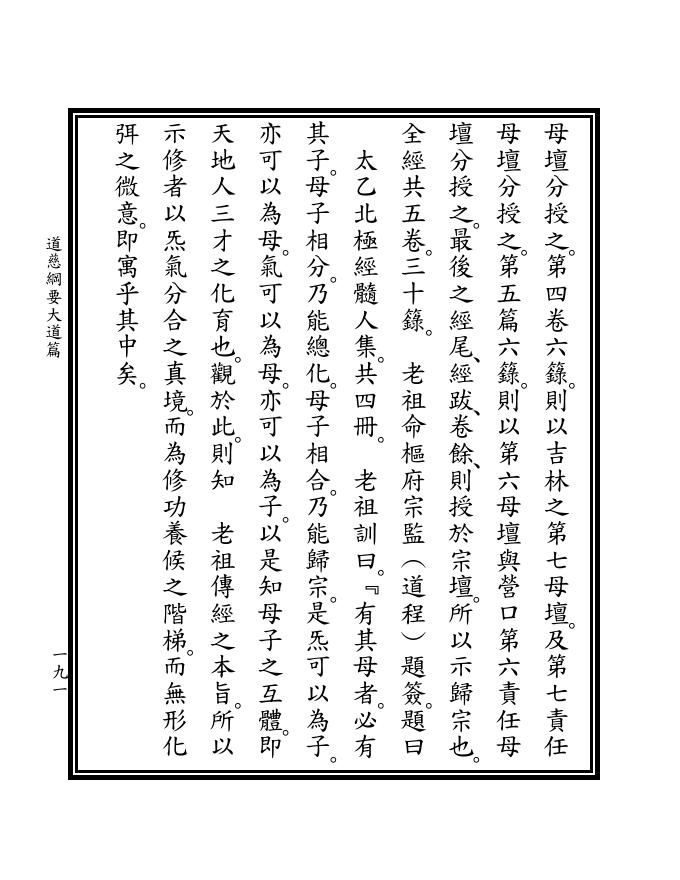 母壇分授之。第四卷六籙。則以吉林之第七母壇。及第七責任
母壇分授之。第五篇六籙。則以第六母壇與營口第六責任母
壇分授之。最後之經尾、經跋、卷餘、則授於宗壇。所以示歸宗也。
全經共五卷。三十籙。　老祖命樞府宗監（道程）題簽。題曰
　太乙北極經髓人集。共四冊。　老祖訓曰。『有其母者。必有
其子。母子相分。乃能總化。母子相合。乃能歸宗。是炁可以為子。
亦可以為母。氣可以為母。亦可以為子。以是知母子之互體。即
天地人三才之化育也。觀於此。則知　老祖傳經之本旨。所以
示修者以炁氣分合之真境。而為修功養候之階梯。而無形化
弭之微意。即寓乎其中矣。
道慈綱要大道篇
一九一